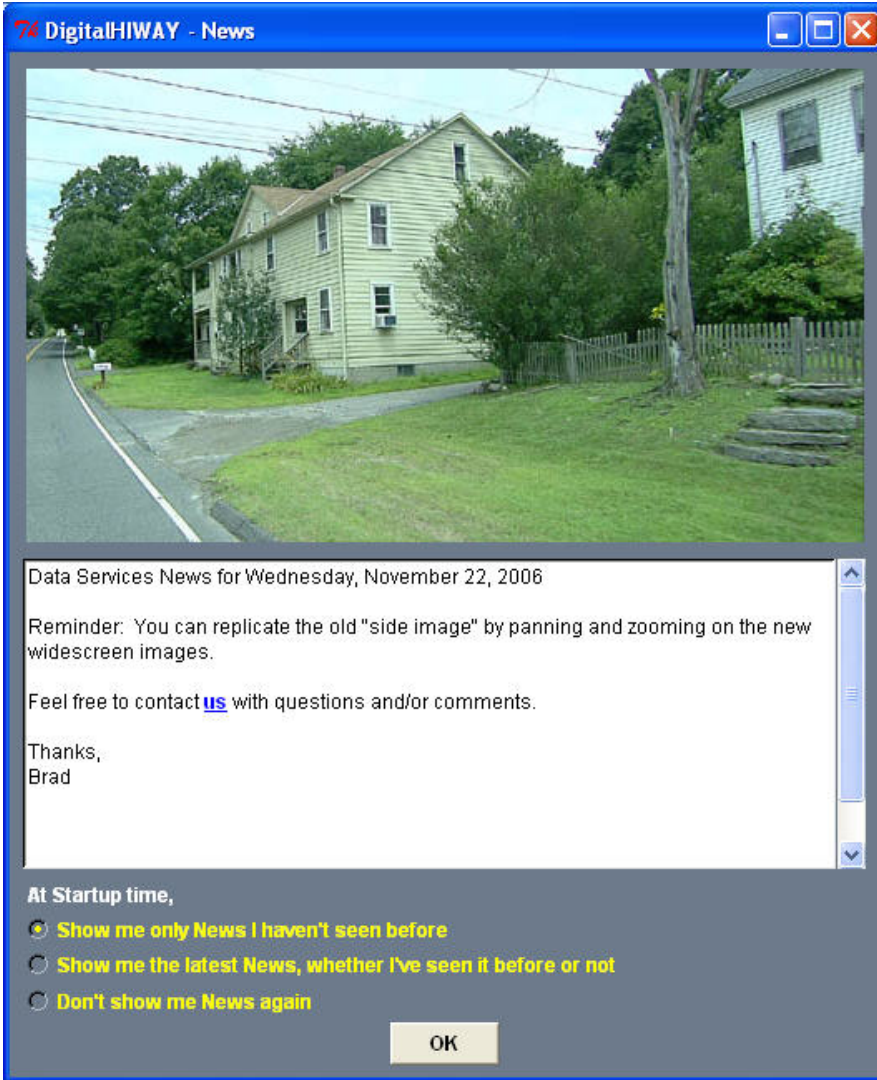 DigitalHIWAY - News
Data Services News for Wednesday, November 22, 2006
Reminder:  You can replicate the old "side image" by panning and zooming on the new
widescreen images.
Feel free to contact us with questions and/or comments.
Thanks,
Brad
At Startup time,
Show me only News I haven't seen before
Show me the latest News, whether I've seen it before or not
Don't show me News again
OK